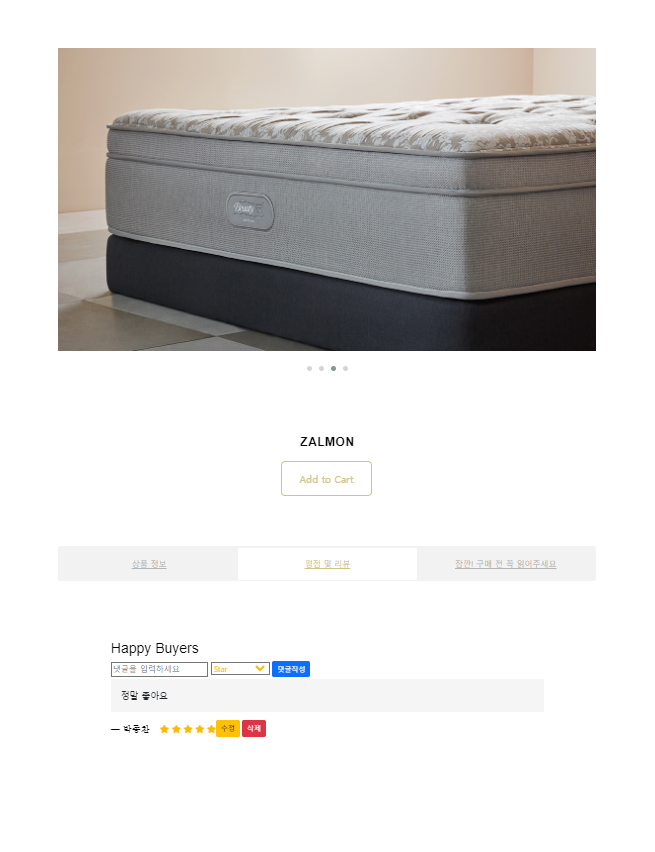 Beauty
ZALMON
Add to Cart
상품 정보
평점 및 리뷰
잠깐! 구매 전 꼭 읽어주세요
Happy Buyers
댓글을 입력하세요
Star
댓글작성
정말 좋아요
— 박종찬
수정
삭제